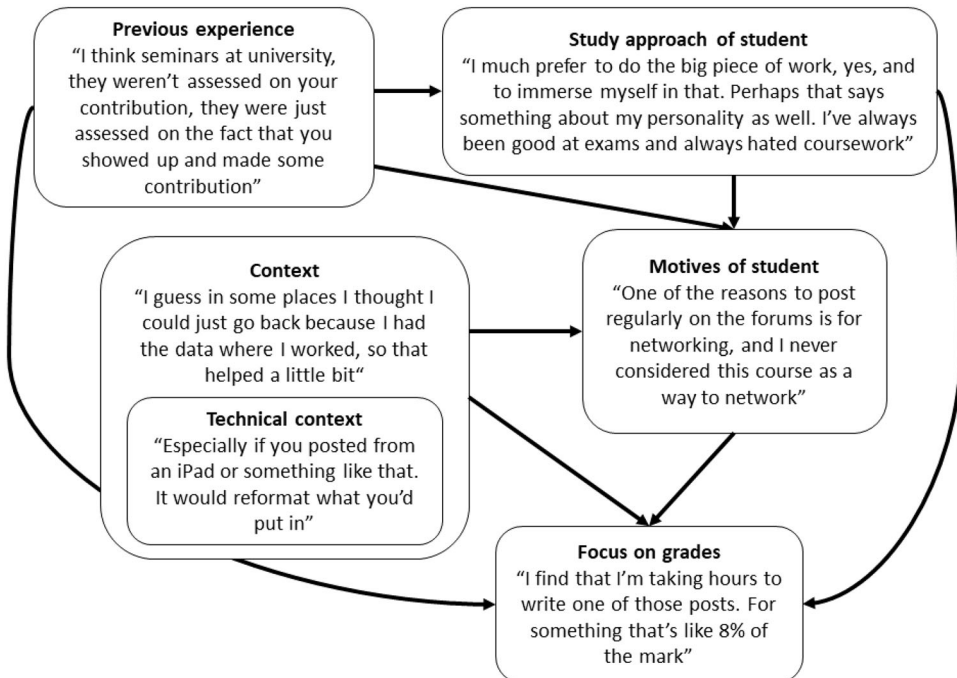 Previous experience
“I think seminars at university,
they weren’t assessed on your
contribution, they were just
assessed on the fact that you
showed up and made some
contribution”
Study approach of student
“I much prefer to do the big piece of work, yes, and
to immerse myself in that. Perhaps that says
something about my personality as well. I’ve always
been good at exams and always hated coursework”
Context
“I guess in some places I thought I
could just go back because I had
the data where I worked, so that
helped a little bit“
Motives of student
“One of the reasons to post
regularly on the forums is for
networking, and I never
considered this course as a
way to network”
Technical context
“Especially if you posted from
an iPad or something like that.
It would reformat what you’d
put in”
Focus on grades
“I find that I’m taking hours to
write one of those posts. For
something that’s like 8% of
the mark”